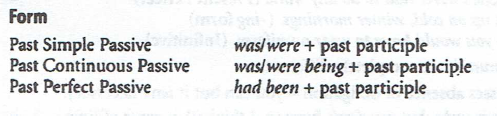 Form
Past Simple Passive was/were + past participle
Past Continuous Passive was/were being + past participle
Past Perfect Passive had been + past participle